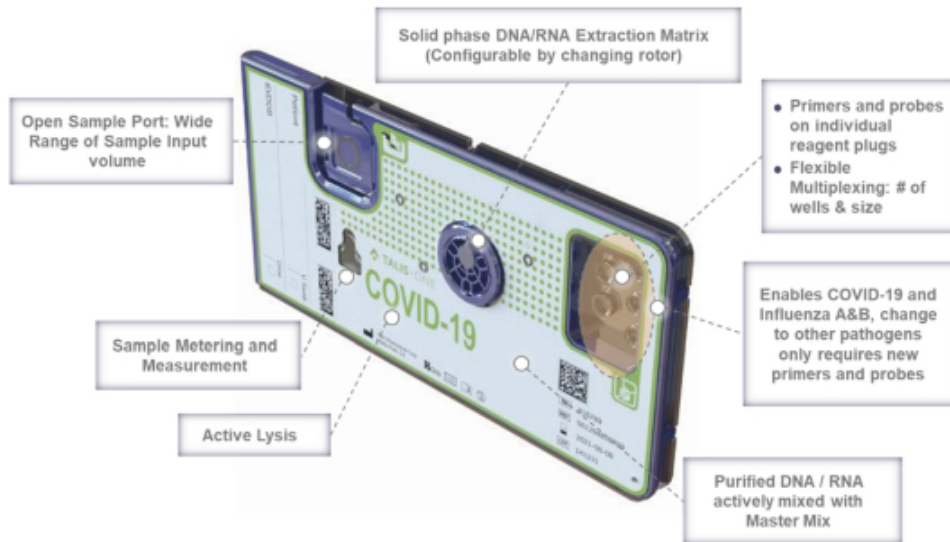 Solid phase DNA/RNA Extraction Matrix
(Configurable by changing rotor)
Open Sample Port: Wide
Range of Sample Input
volume
• Primers and probes
on individual
reagent plugs
• Flexible
Multiplexing: # of
wells & size
Patient
TALIS·ONE
COVID-19
Enables COVID-19 and
Influenza A&B, change
to other pathogens
only requires new
primers and probes
Sample Metering and
Measurement
Active Lysis
Purified DNA / RNA
actively mixed with
Master Mix